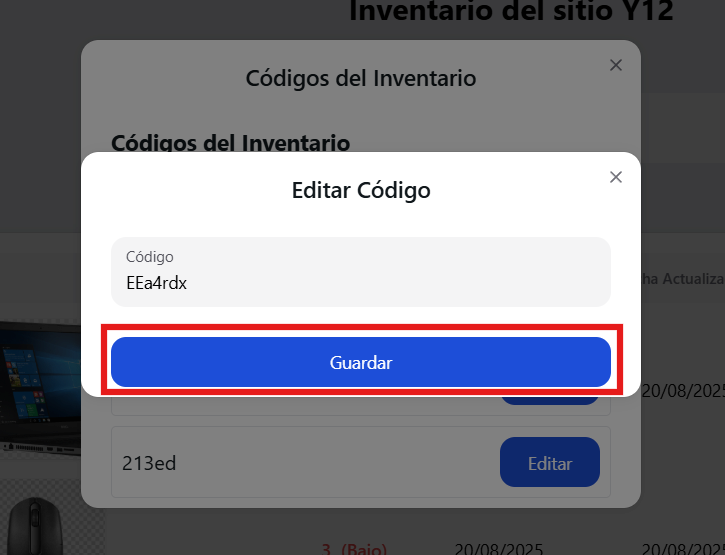 Inventario del sitio Y12
Códigos del Inventario
Códigos del Inventario
Editar Código
Código
EEa4rdx
ha Actualiza
Guardar
20/08/2025
213ed
Editar
3 (Bajo)
20/08/2025
20/08/2025